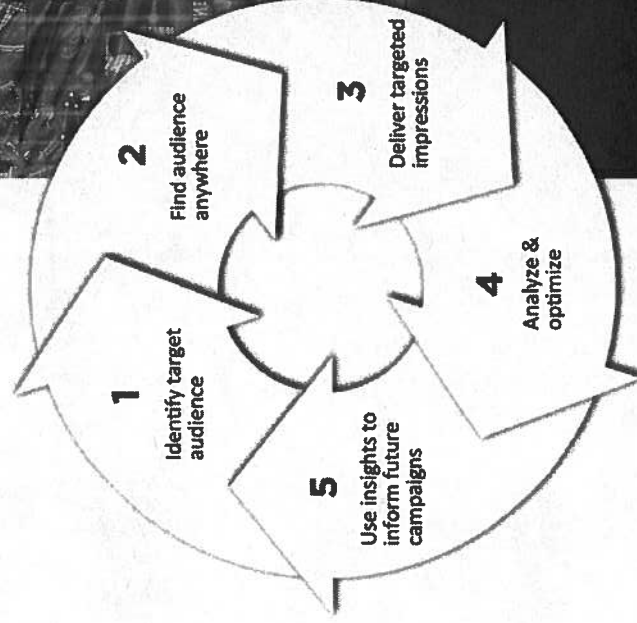 1
Identify target
audience
2
Find audience
anywhere
3
Deliver targeted
impressions
4
Analyze &
optimize
5
Use insights to
inform future
campaigns